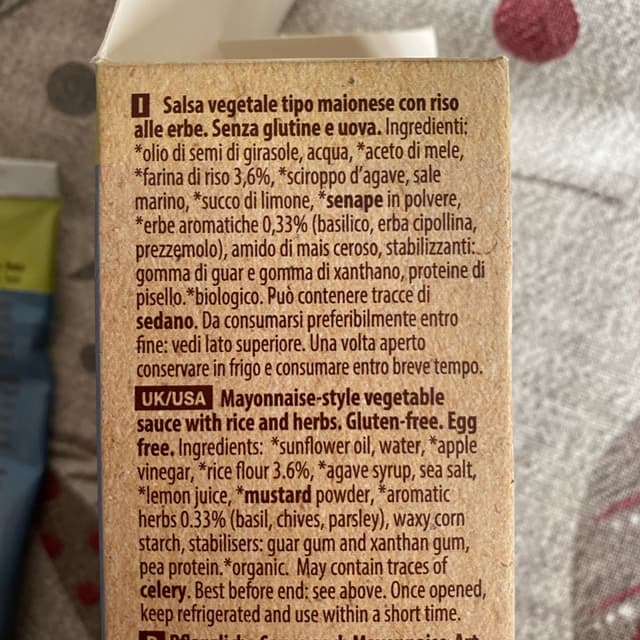 I Salsa vegetale tipo maionese con riso
alle erbe. Senza glutine e uova. Ingredienti:
*olio di semi di girasole, acqua, *aceto di mele,
*farina di riso 3,6%, *sciroppo d'agave, sale
marino, *succo di limone, *senape in polvere,
*erbe aromatiche 0,33% (basilico, erba cipollina,
prezzemolo), amido di mais ceroso, stabilizzanti:
gomma di guar e gomma di xanthano, proteine di
pisello.*biologico. Può contenere tracce di
sedano. Da consumarsi preferibilmente entro
fine: vedi lato superiore. Una volta aperto
conservare in frigo e consumare entro breve tempo.
UK/USA Mayonnaise-style vegetable
sauce with rice and herbs. Gluten-free. Egg
free. Ingredients: *sunflower oil, water, *apple
vinegar, *rice flour 3.6%, *agave syrup, sea salt,
*lemon juice, *mustard powder, *aromatic
herbs 0.33% (basil, chives, parsley), waxy corn
starch, stabilisers: guar gum and xanthan gum,
pea protein.*organic. May contain traces of
celery. Best before end: see above. Once opened,
keep refrigerated and use within a short time.